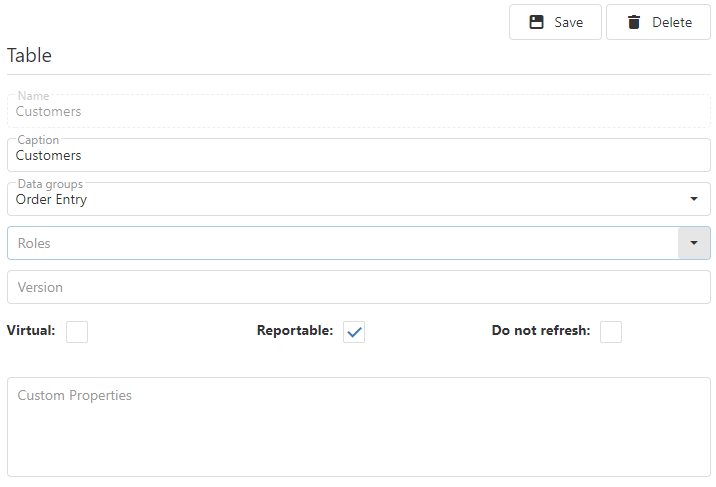 Save Delete
Table
Name
Customers
Caption
Customers
Data groups
Order Entry
Roles
Version
Virtual: Reportable: Do not refresh:
Custom Properties